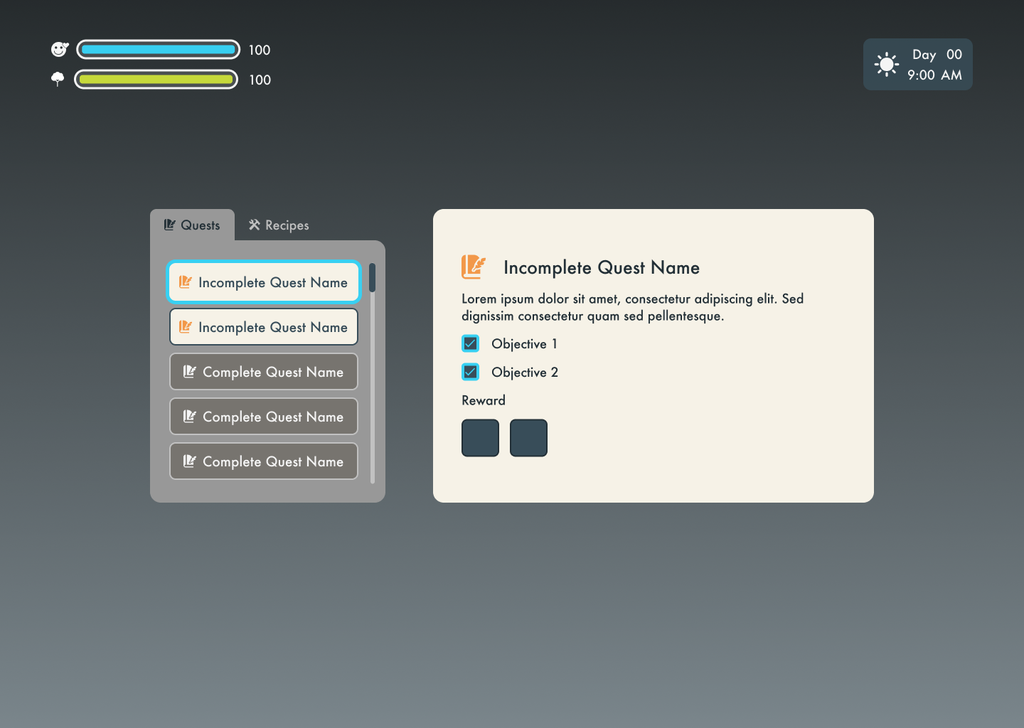 100
100
Day 00
9:00 AM
Quests
Recipes
Incomplete Quest Name
Incomplete Quest Name
Complete Quest Name
Complete Quest Name
Complete Quest Name
Incomplete Quest Name
Lorem ipsum dolor sit amet, consectetur adipiscing elit. Sed
dignissim consectetur quam sed pellentesque.
Objective 1
Objective 2
Reward